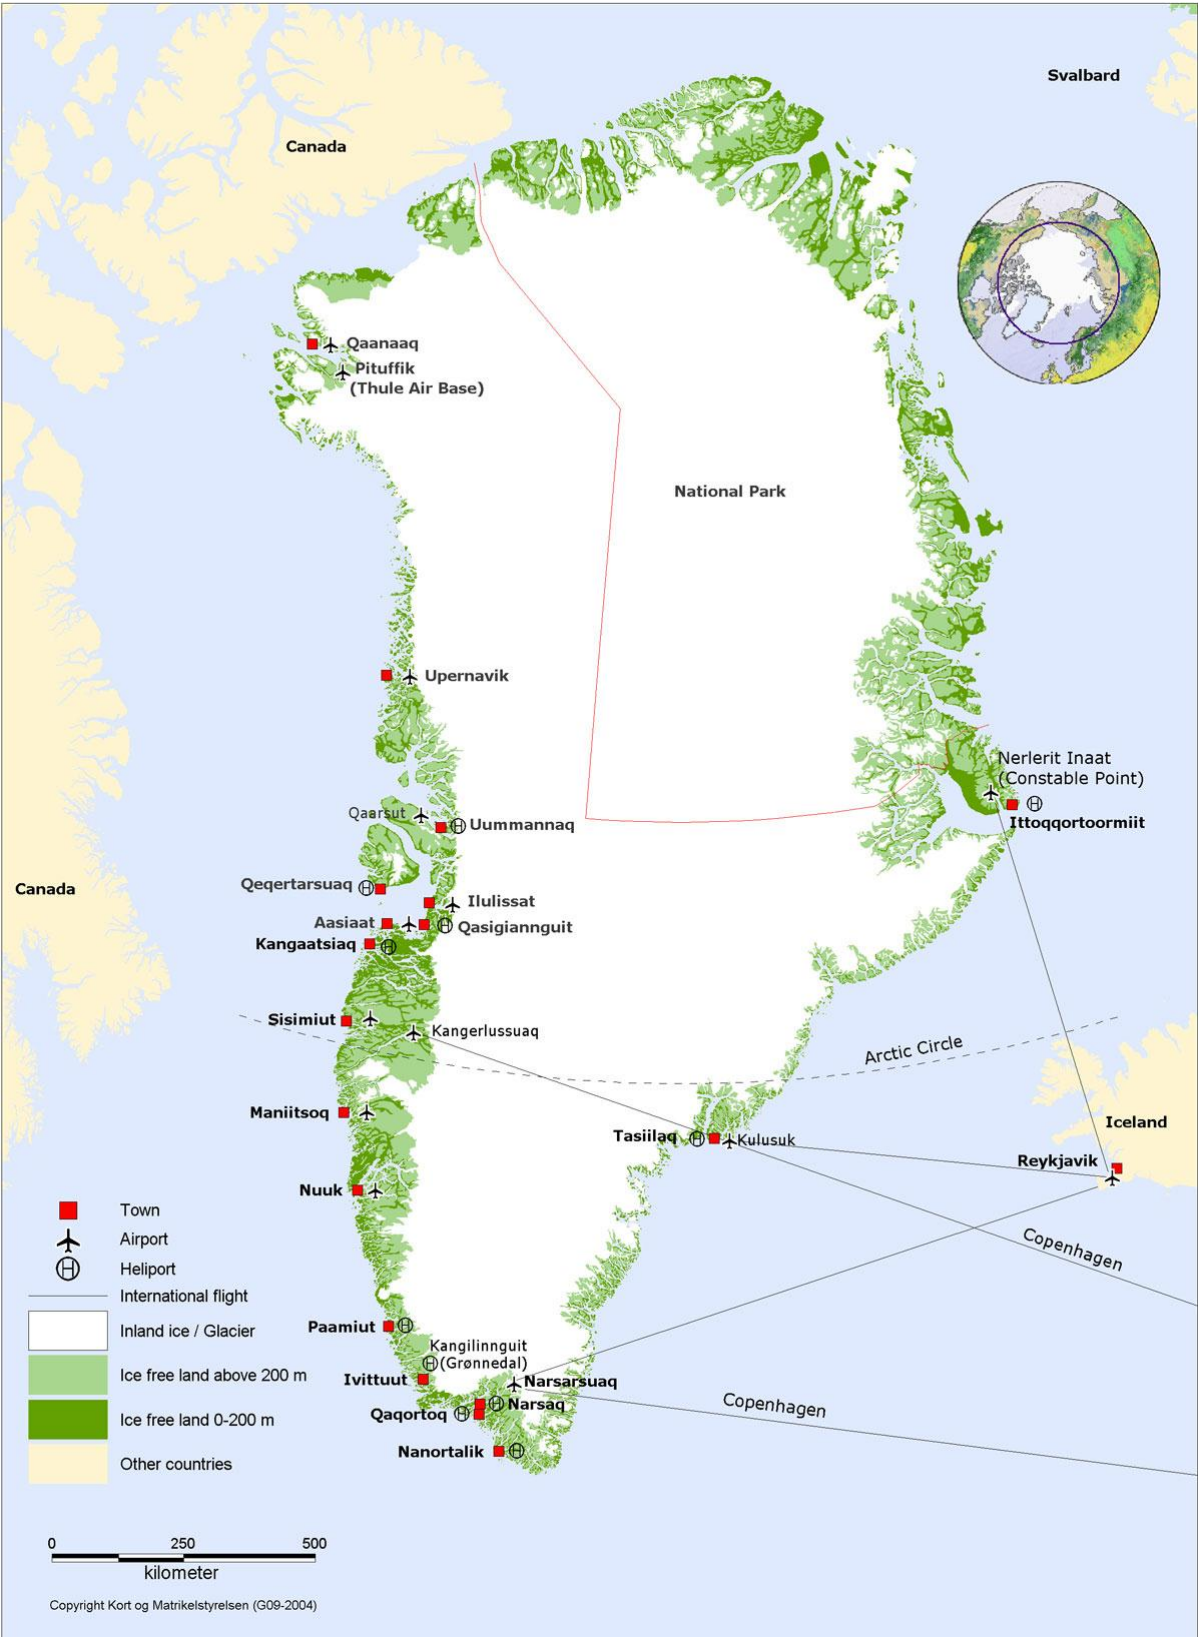 Svalbard
Canada
Qaanaaq
Pituffik
(Thule Air Base)
National Park
Upernavik
Nerlerit Inaat
(Constable Point)
Ittoqqortoormiit
Qaarsut
Uummannaq
Canada
Qeqertarsuaq
Ilulissat
Aasiaat
Qasigiannguit
Kangaatsiaq
Sisimiut
Kangerlussuaq
Arctic Circle
Maniitsoq
Iceland
Tasiilaq
Kulusuk
Reykjavik
Nuuk
Copenhagen
Paamiut
Kangilinnguit
(Grønnedal)
Ivittuut
Narsarsuaq
Narsaq
Qaqortoq
Copenhagen
Nanortalik
Town
Airport
Heliport
International flight
Inland ice / Glacier
Ice free land above 200 m
Ice free land 0-200 m
Other countries
0 250 500
kilometer
Copyright Kort og Matrikelstyrelsen (G09-2004)